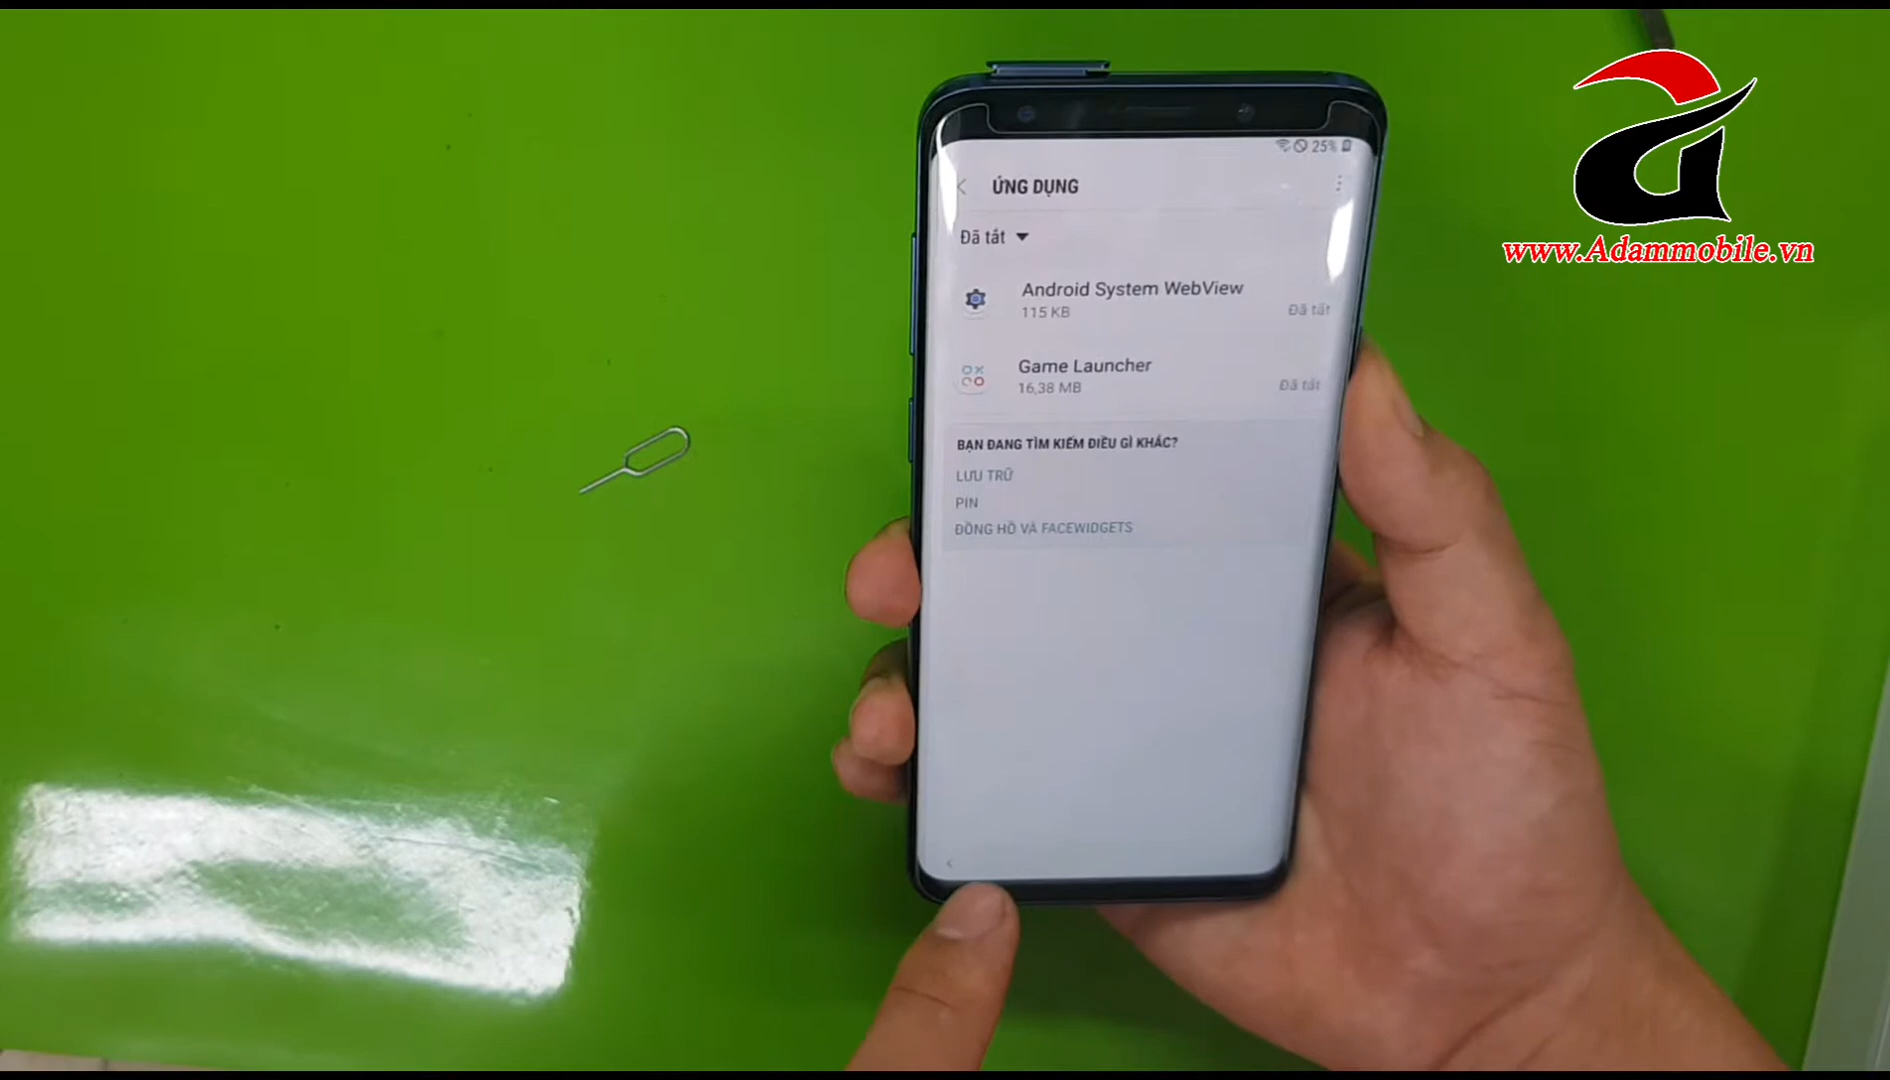 25%
ỨNG DỤNG
Đã tắt
Android System WebView
115 KB
Đã tắt
Game Launcher
16,38 MB
Đã tắt
BẠN ĐANG TÌM KIẾM ĐIỀU GÌ KHÁC?
LƯU TRỮ
PIN
ĐỒNG HỒ VÀ FACEWIDGETS
www.Adammobile.vn